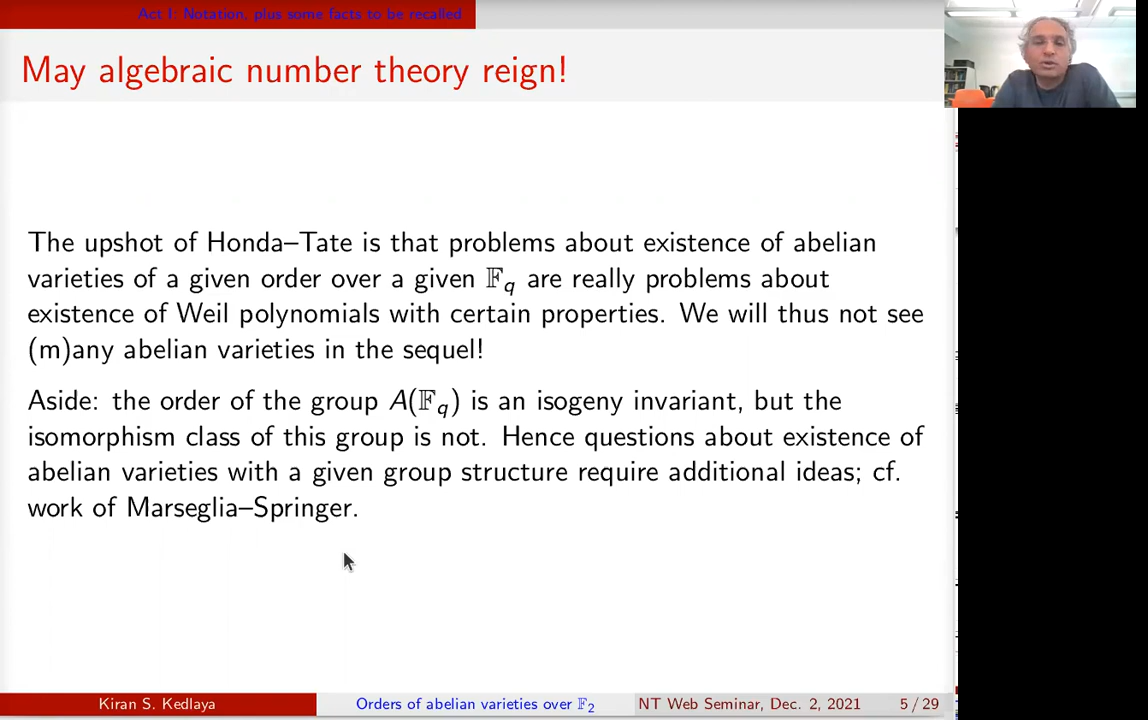 Act I: Notation, plus some facts to be recalled
May algebraic number theory reign!
The upshot of Honda–Tate is that problems about existence of abelian
varieties of a given order over a given 𝔽q are really problems about
existence of Weil polynomials with certain properties. We will thus not see
(m)any abelian varieties in the sequel!
Aside: the order of the group A(𝔽q) is an isogeny invariant, but the
isomorphism class of this group is not. Hence questions about existence of
abelian varieties with a given group structure require additional ideas; cf.
work of Marseglia–Springer.
Kiran S. Kedlaya Orders of abelian varieties over 𝔽2 NT Web Seminar, Dec. 2, 2021 5 / 29